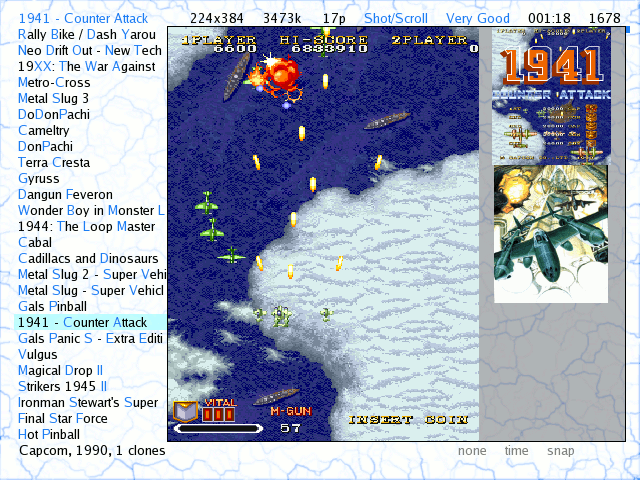 1941 - Counter Attack 224x384 3473k 17p Shot/Scroll Very Good 001:18 1678
Rally Bike / Dash Yarou
Neo Drift Out - New Tech
19XX: The War Against
Metro-Cross
Metal Slug 3
DoDonPachi
Cameltry
DonPachi
Terra Cresta
Gyruss
Dangun Feveron
Wonder Boy in Monster L
1944: The Loop Master
Cabal
Cadillacs and Dinosaurs
Metal Slug 2 - Super Vehi
Metal Slug - Super Vehicl
Gals Pinball
1941 - Counter Attack
Gals Panic S - Extra Editi
Vulgus
Magical Drop II
Strikers 1945 II
Ironman Stewart's Super
Final Star Force
Hot Pinball
Capcom, 1990, 1 clones
1PLAYER HI-SCORE 2PLAYER
6600 6833910 0
VITAL
M-GUN
57
INSERT COIN
1941
COUNTER ATTACK
none time snap